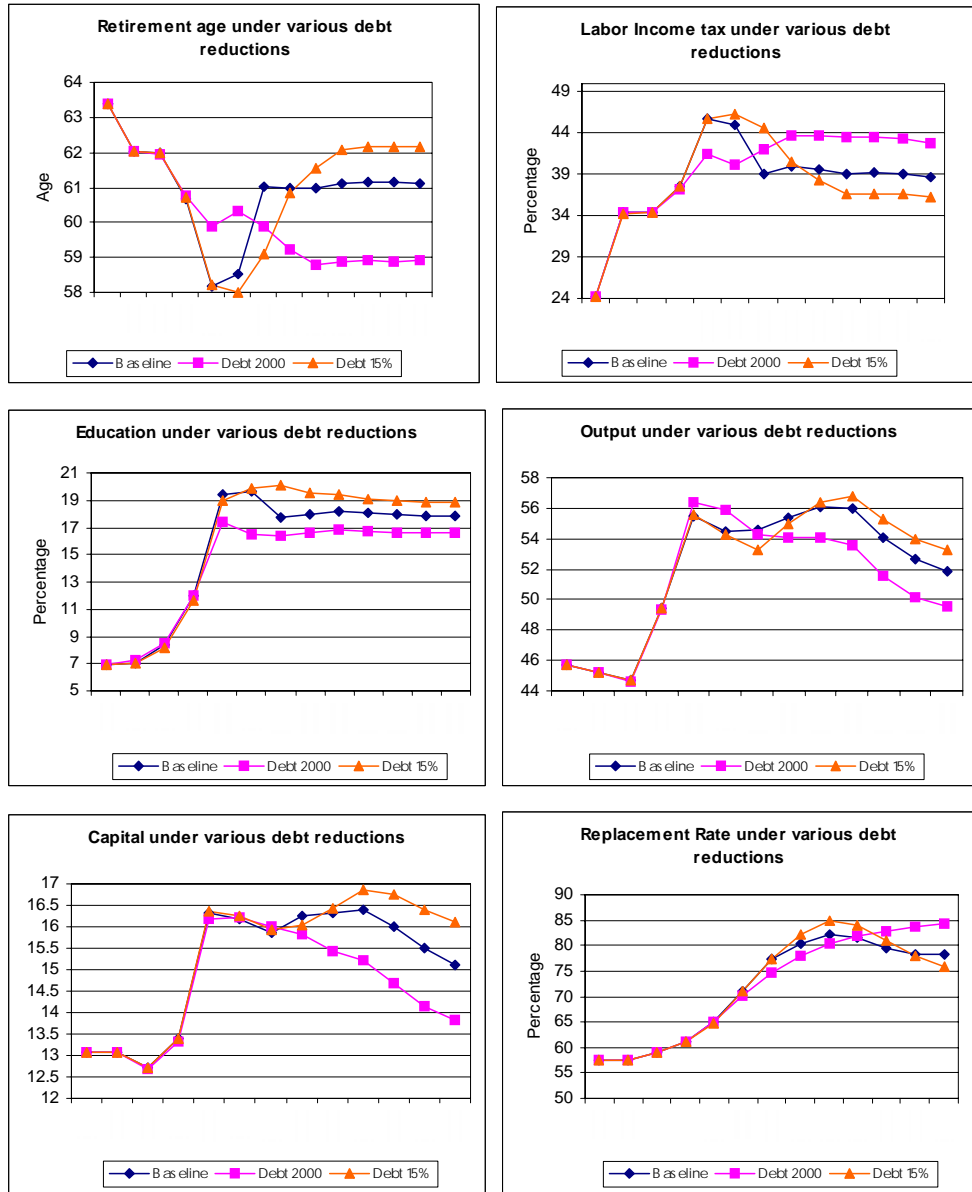 Retirement age under various debt
reductions
64
63
62
61
60
59
58
Age
Baseline Debt 2000 Debt 15%
Labor Income tax under various debt
reductions
49
44
39
34
29
24
Percentage
Baseline Debt 2000 Debt 15%
Education under various debt reductions
21
19
17
15
13
11
9
7
5
Percentage
Baseline Debt 2000 Debt 15%
Output under various debt reductions
58
56
54
52
50
48
46
44
Baseline Debt 2000 Debt 15%
Capital under various debt reductions
17
16.5
16
15.5
15
14.5
14
13.5
13
12.5
12
Baseline Debt 2000 Debt 15%
Replacement Rate under various debt
reductions
90
85
80
75
70
65
60
55
50
Percentage
Baseline Debt 2000 Debt 15%